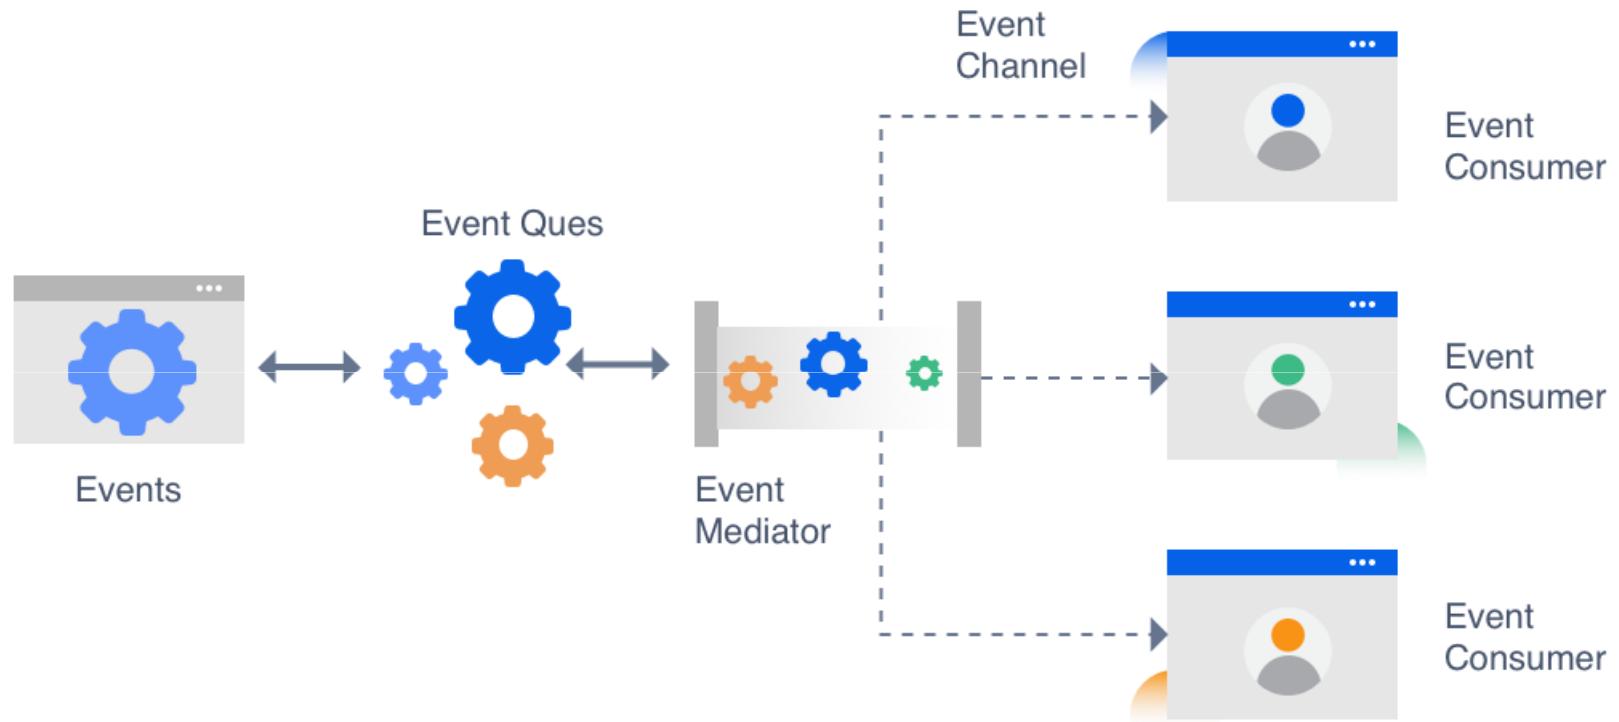 Event
Channel
Event
Consumer
Event Ques
Event
Consumer
Events
Event
Mediator
Event
Consumer